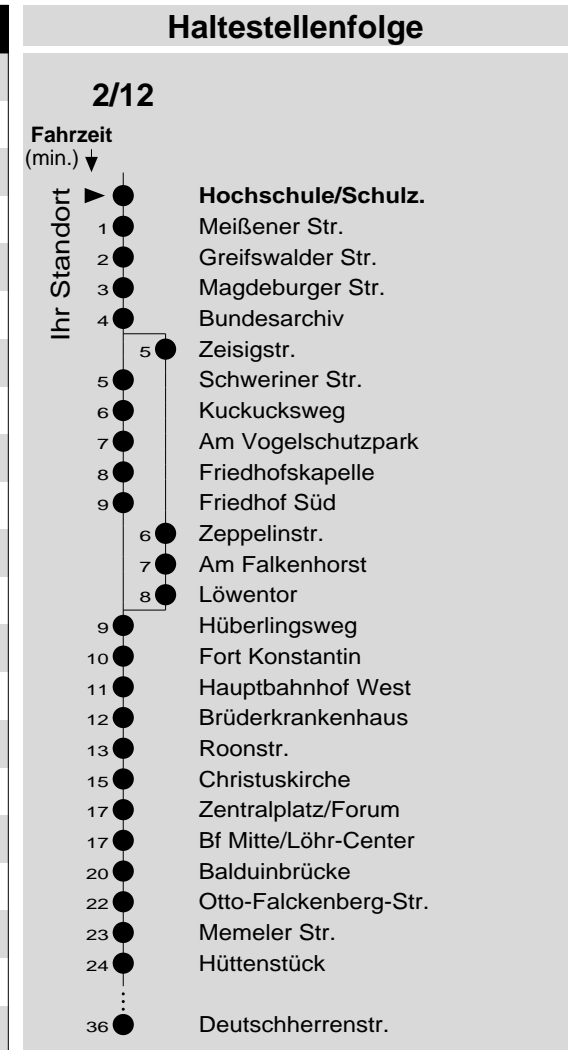 Haltestellenfolge
2/12
Fahrzeit
(min.)
Ihr Standort
Hochschule/Schulz.
1 Meißener Str.
2 Greifswalder Str.
3 Magdeburger Str.
4 Bundesarchiv
5 Zeisigstr.
5 Schweriner Str.
6 Kuckucksweg
7 Am Vogelschutzpark
8 Friedhofskapelle
9 Friedhof Süd
6 Zeppelinstr.
7 Am Falkenhorst
8 Löwentor
9 Hüberlingsweg
10 Fort Konstantin
11 Hauptbahnhof West
12 Brüderkrankenhaus
13 Roonstr.
15 Christuskirche
17 Zentralplatz/Forum
17 Bf Mitte/Löhr-Center
20 Balduinbrücke
22 Otto-Falckenberg-Str.
23 Memeler Str.
24 Hüttenstück
36 Deutschherrenstr.